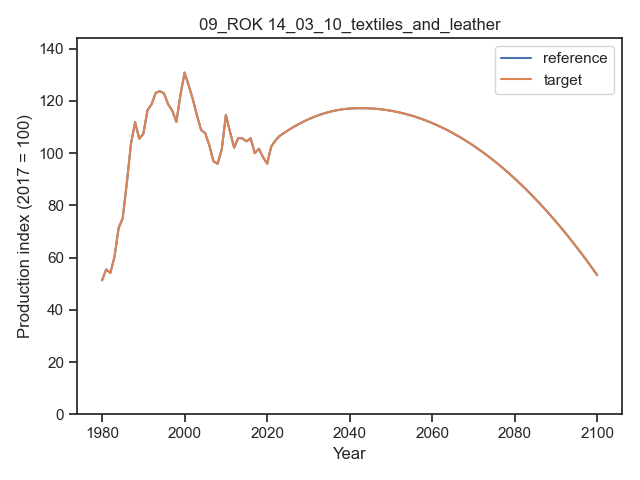 09_ROK 14_03_10_textiles_and_leather
reference
target
140
120
100
80
60
40
20
0
Production index (2017 = 100)
1980 2000 2020 2040 2060 2080 2100
Year